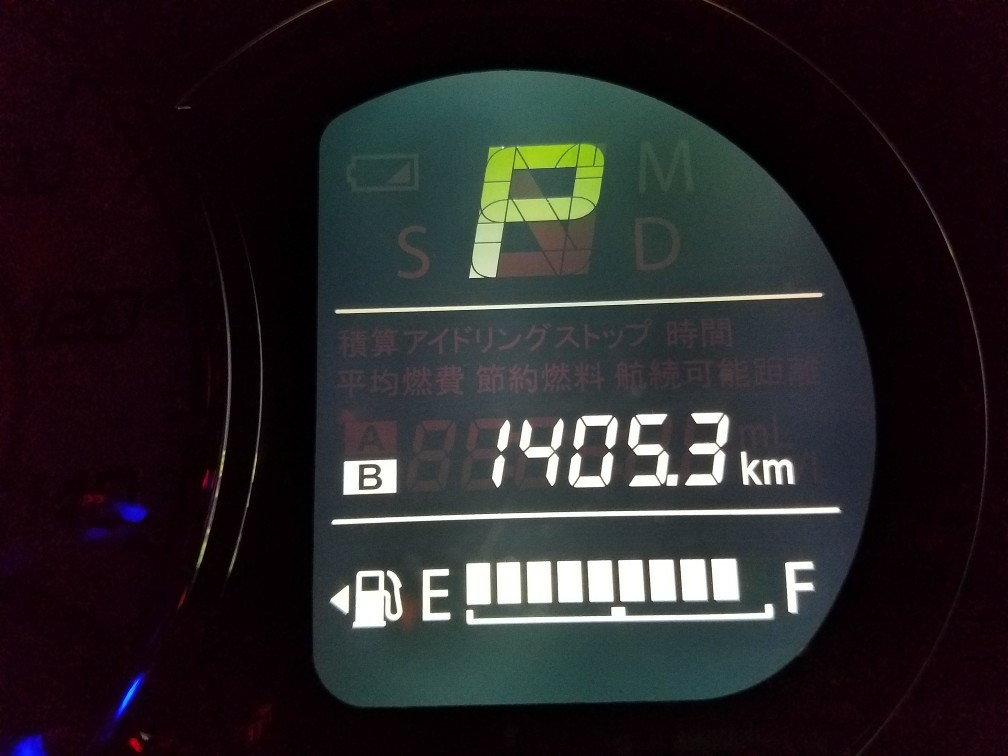 P M
S D
積算アイドリングストップ 時間
平均燃費 節約燃料 航続可能距離
A
B 1405.3 km
E F
120